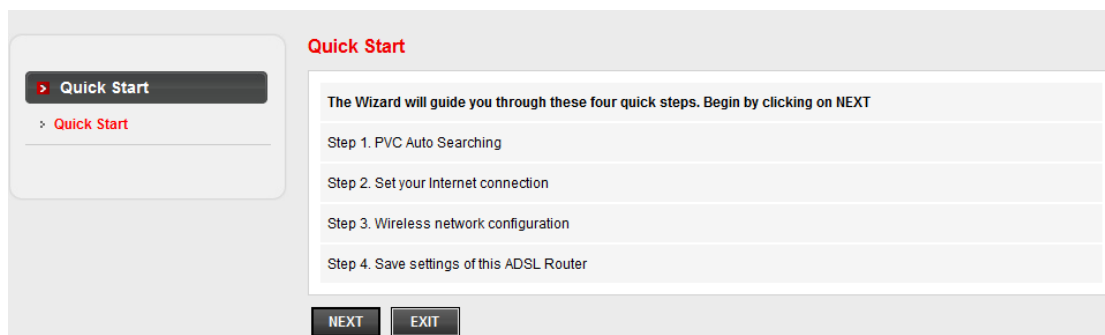 Quick Start
Quick Start
Quick Start
The Wizard will guide you through these four quick steps. Begin by clicking on NEXT
Step 1. PVC Auto Searching
Step 2. Set your Internet connection
Step 3. Wireless network configuration
Step 4. Save settings of this ADSL Router
NEXT EXIT